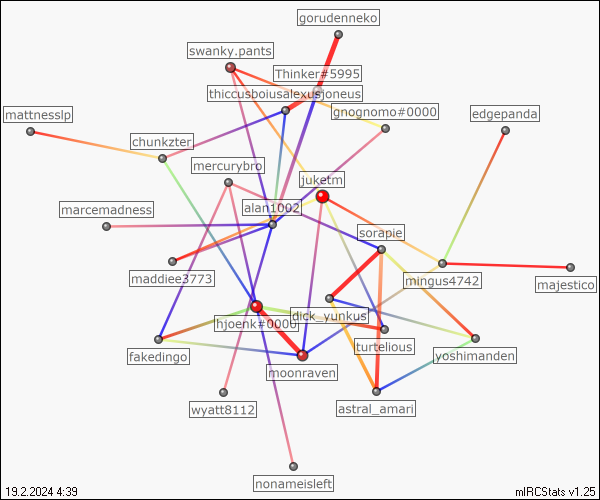 gorudenneko
swanky.pants
Thinker#5995
thiccusboiusalexusjoneus
gnognomo#0000
edgepanda
mattnesslp
chunkzter
mercurybro
juketm
marcemadness
alan1002
sorapie
maddiee3773
mingus4742
majestico
dick_yunkus
hjoenk#0000
turtelious
fakedingo
yoshimanden
moonraven
wyatt8112
astral_amari
nonameisleft
19.2.2024 4:39
mIRCStats v1.25